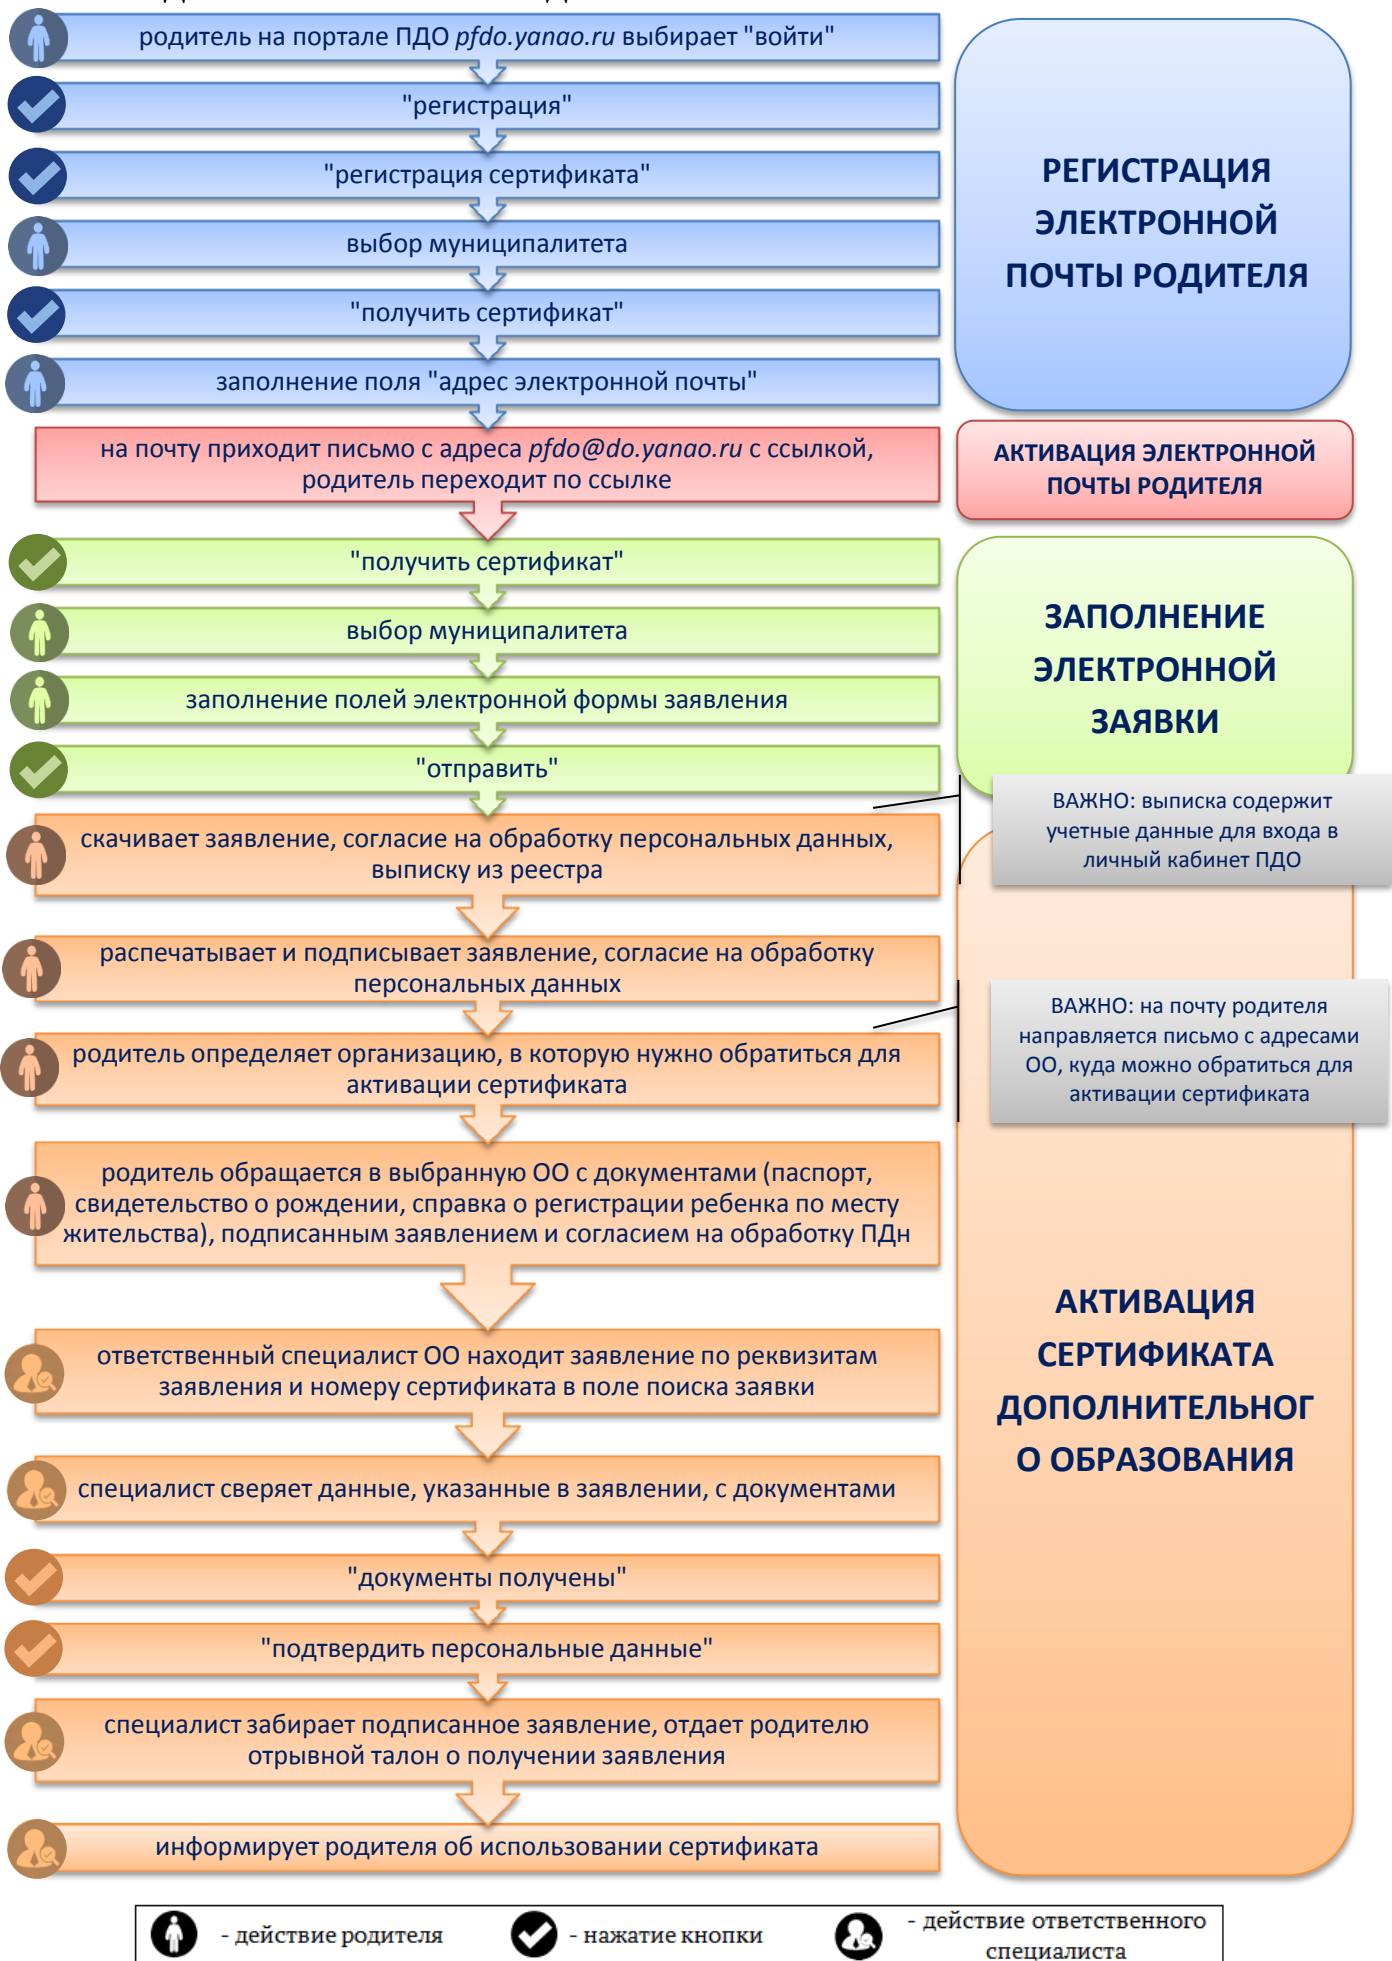 родитель на портале ПДО pfdo.yanao.ru выбирает "войти"
"регистрация"
"регистрация сертификата"
выбор муниципалитета
"получить сертификат"
заполнение поля "адрес электронной почты"
РЕГИСТРАЦИЯ
ЭЛЕКТРОННОЙ
ПОЧТЫ РОДИТЕЛЯ
на почту приходит письмо с адреса pfdo@do.yanao.ru с ссылкой,
родитель переходит по ссылке
АКТИВАЦИЯ ЭЛЕКТРОННОЙ
ПОЧТЫ РОДИТЕЛЯ
"получить сертификат"
выбор муниципалитета
заполнение полей электронной формы заявления
"отправить"
ЗАПОЛНЕНИЕ
ЭЛЕКТРОННОЙ
ЗАЯВКИ
скачивает заявление, согласие на обработку персональных данных,
выписку из реестра
ВАЖНО: выписка содержит
учетные данные для входа в
личный кабинет ПДО
распечатывает и подписывает заявление, согласие на обработку
персональных данных
родитель определяет организацию, в которую нужно обратиться для
активации сертификата
ВАЖНО: на почту родителя
направляется письмо с адресами
ОО, куда можно обратиться для
активации сертификата
родитель обращается в выбранную ОО с документами (паспорт,
свидетельство о рождении, справка о регистрации ребенка по месту
жительства), подписанным заявлением и согласием на обработку ПДн
ответственный специалист ОО находит заявление по реквизитам
заявления и номеру сертификата в поле поиска заявки
специалист сверяет данные, указанные в заявлении, с документами
"документы получены"
"подтвердить персональные данные"
специалист забирает подписанное заявление, отдает родителю
отрывной талон о получении заявления
информирует родителя об использовании сертификата
АКТИВАЦИЯ
СЕРТИФИКАТА
ДОПОЛНИТЕЛЬНОГ
О ОБРАЗОВАНИЯ
- действие родителя
- нажатие кнопки
- действие ответственного
специалиста